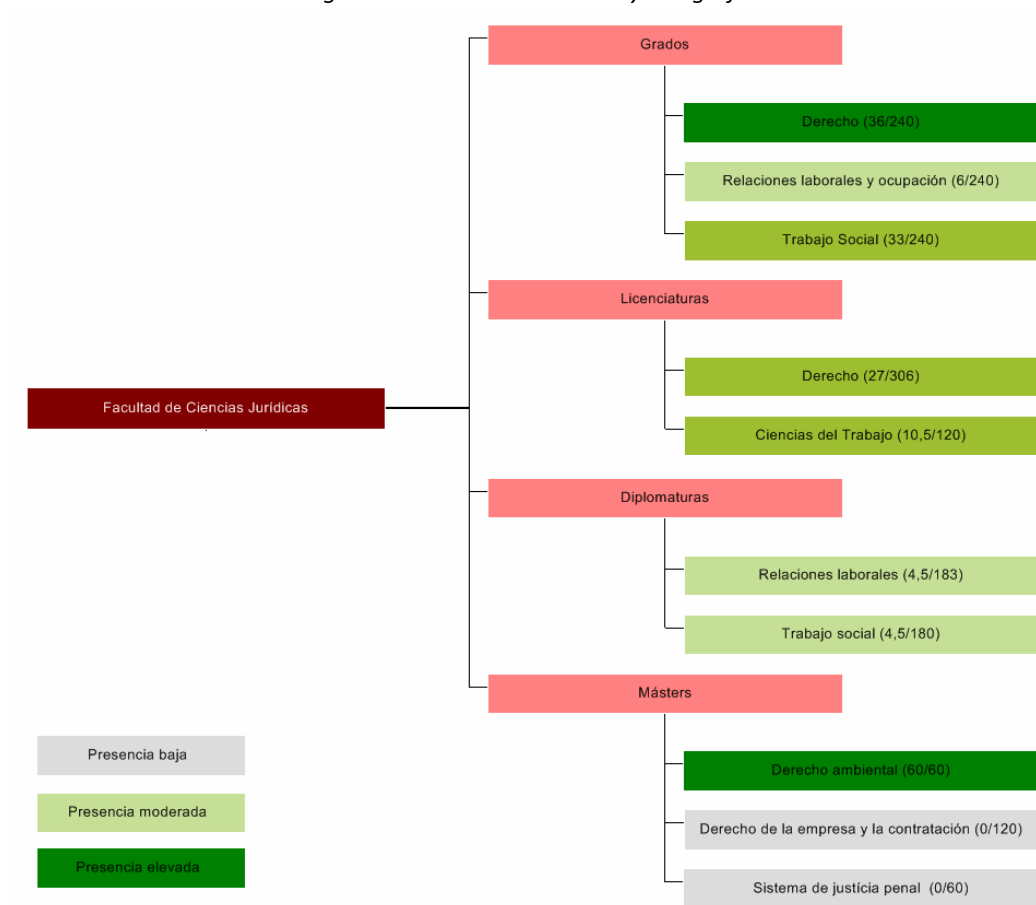 Grados
Derecho (36/240)
Relaciones laborales y ocupación (6/240)
Trabajo Social (33/240)
Licenciaturas
Derecho (27/306)
Facultad de Ciencias Jurídicas
Ciencias del Trabajo (10,5/120)
Diplomaturas
Relaciones laborales (4,5/183)
Trabajo social (4,5/180)
Másters
Presencia baja
Derecho ambiental (60/60)
Presencia moderada
Derecho de la empresa y la contratación (0/120)
Presencia elevada
Sistema de justícia penal (0/60)